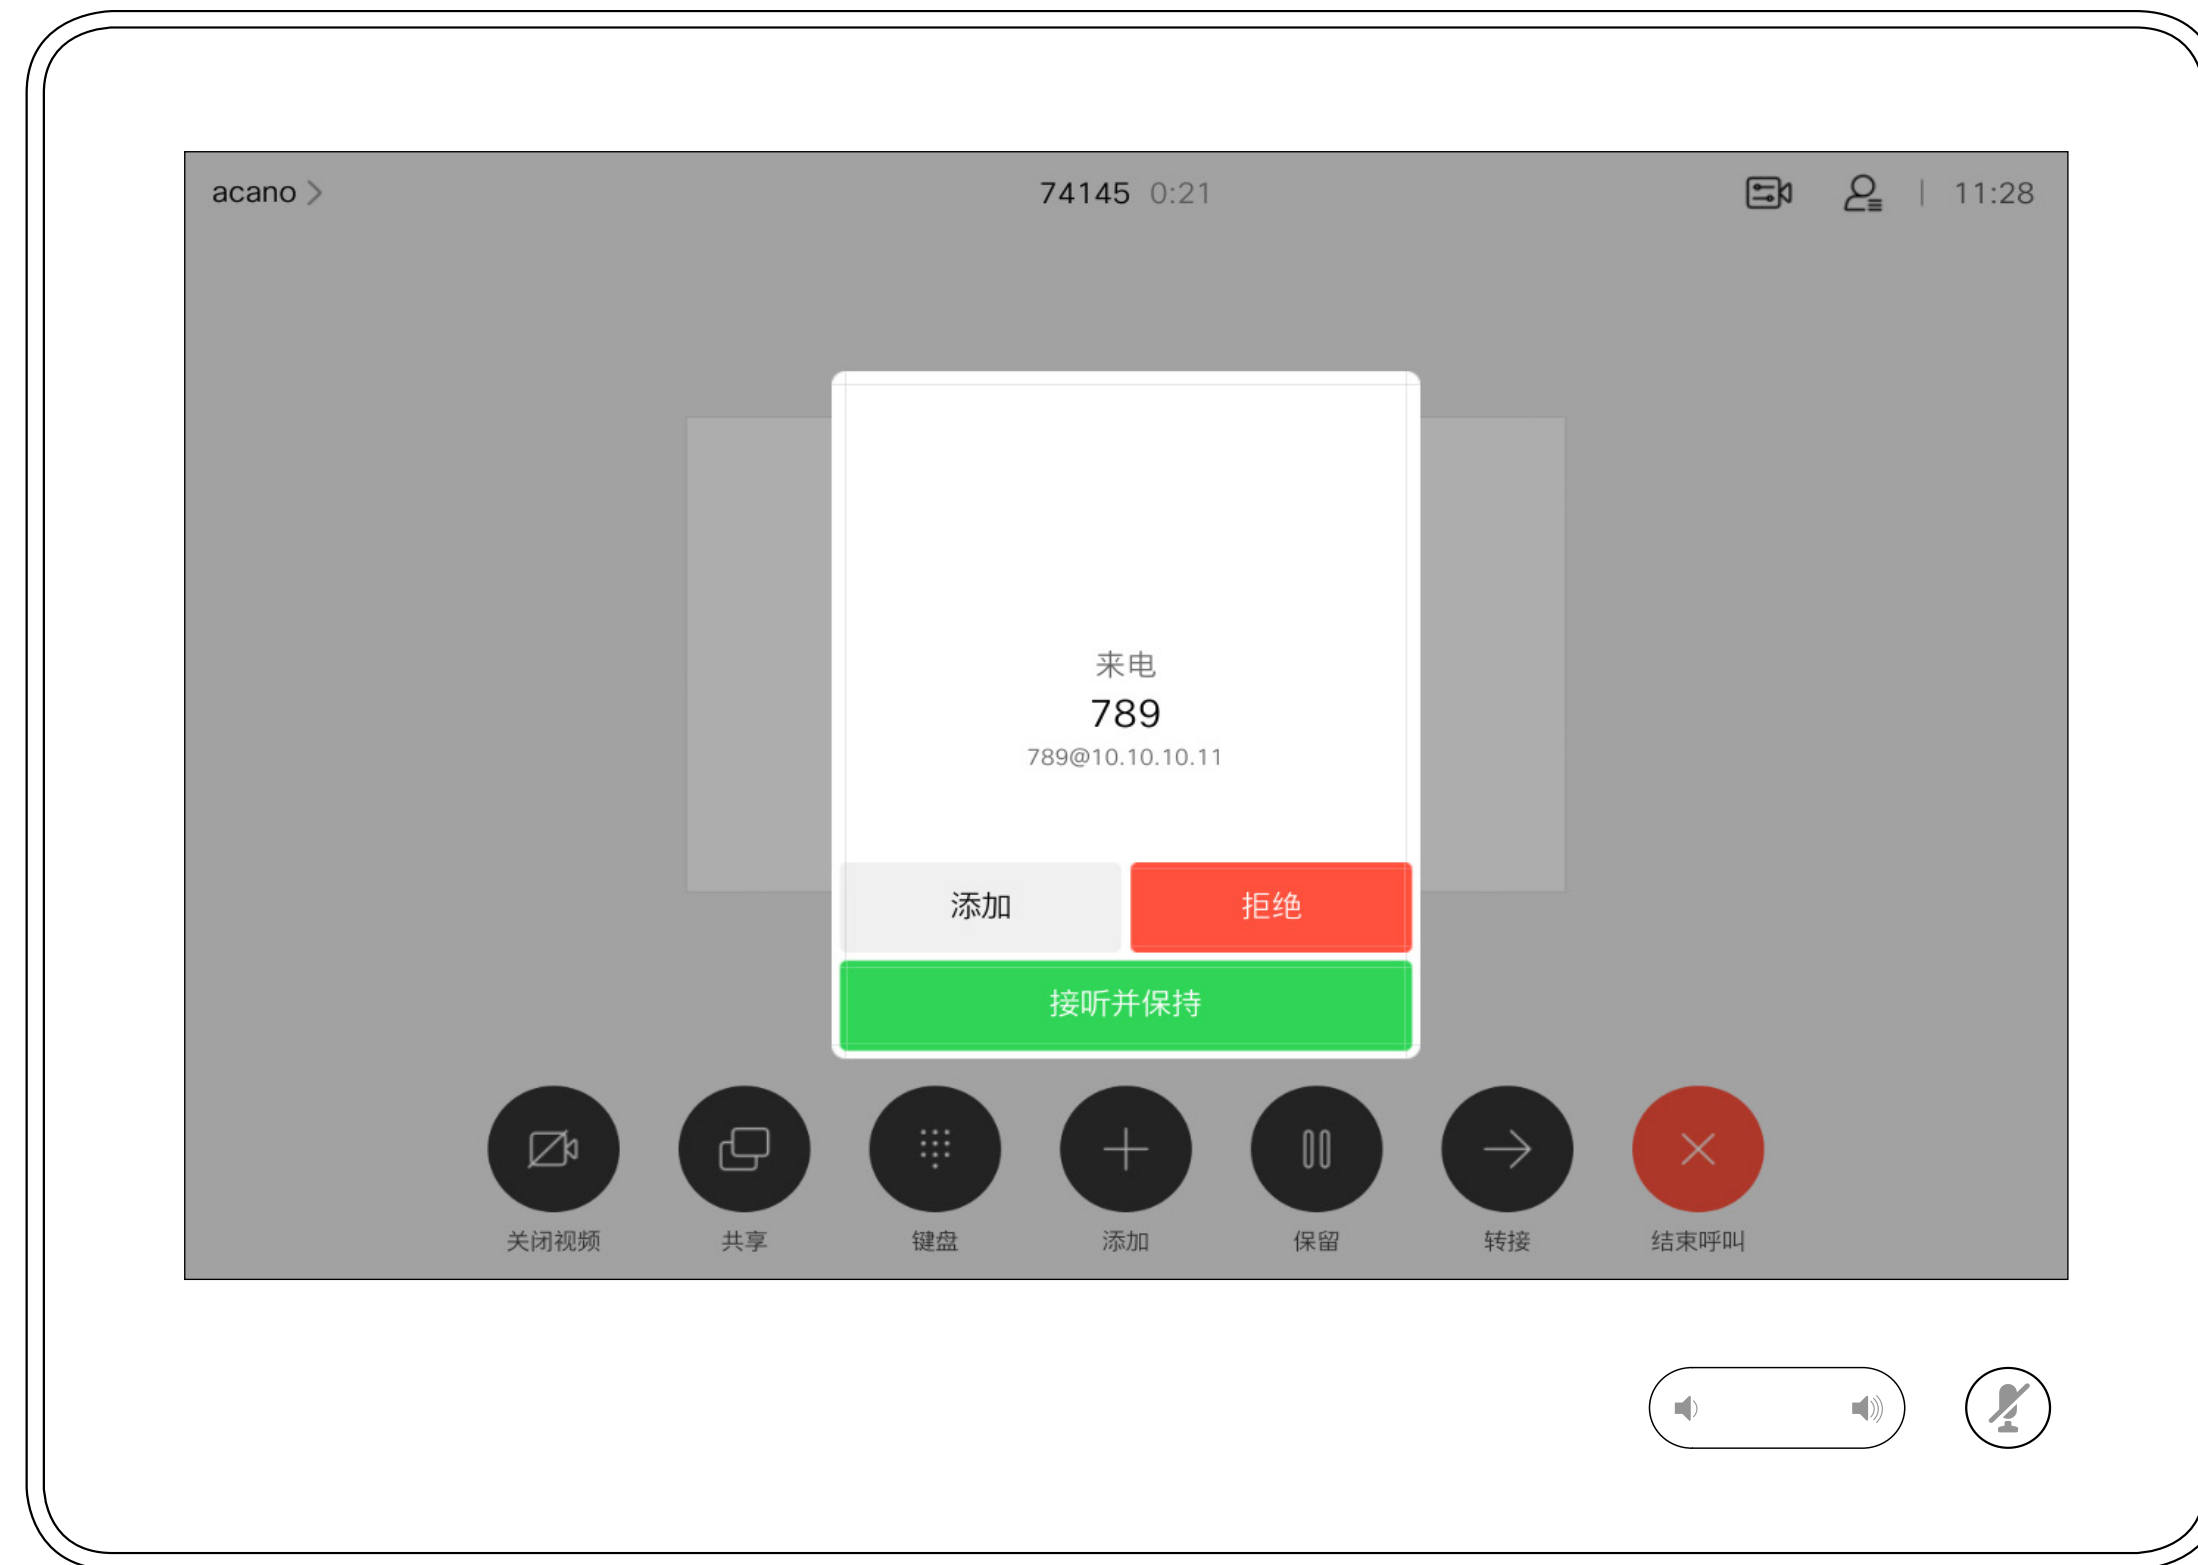 acano
74145 0:21
11:28
来电
789
789@10.10.10.11
添加 拒绝
接听并保持
关闭视频 共享 键盘 添加 保留 转接 结束呼叫